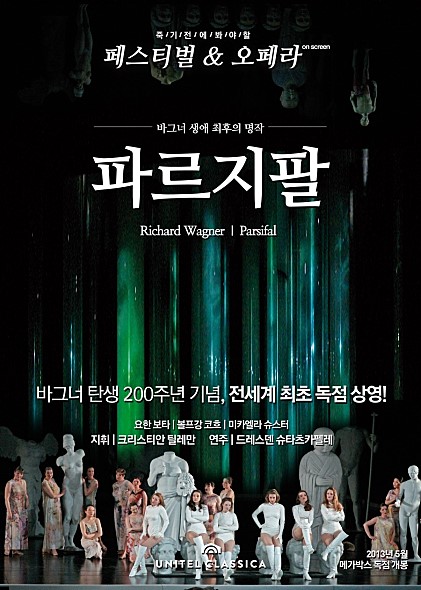 죽/기/전/에/봐/야/할
페스티벌 & 오페라 on screen
바그너 생애 최후의 명작
파르지팔
Richard Wagner | Parsifal
바그너 탄생 200주년 기념, 전세계 최초 독점 상영!
요한 보타 | 볼프강 코흐 | 미카엘라 슈스터
지휘 | 크리스티안 틸레만 연주 | 드레스덴 슈타츠카펠레
2013년 5월
메가박스 독점 개봉
UNITEL CLASSICA